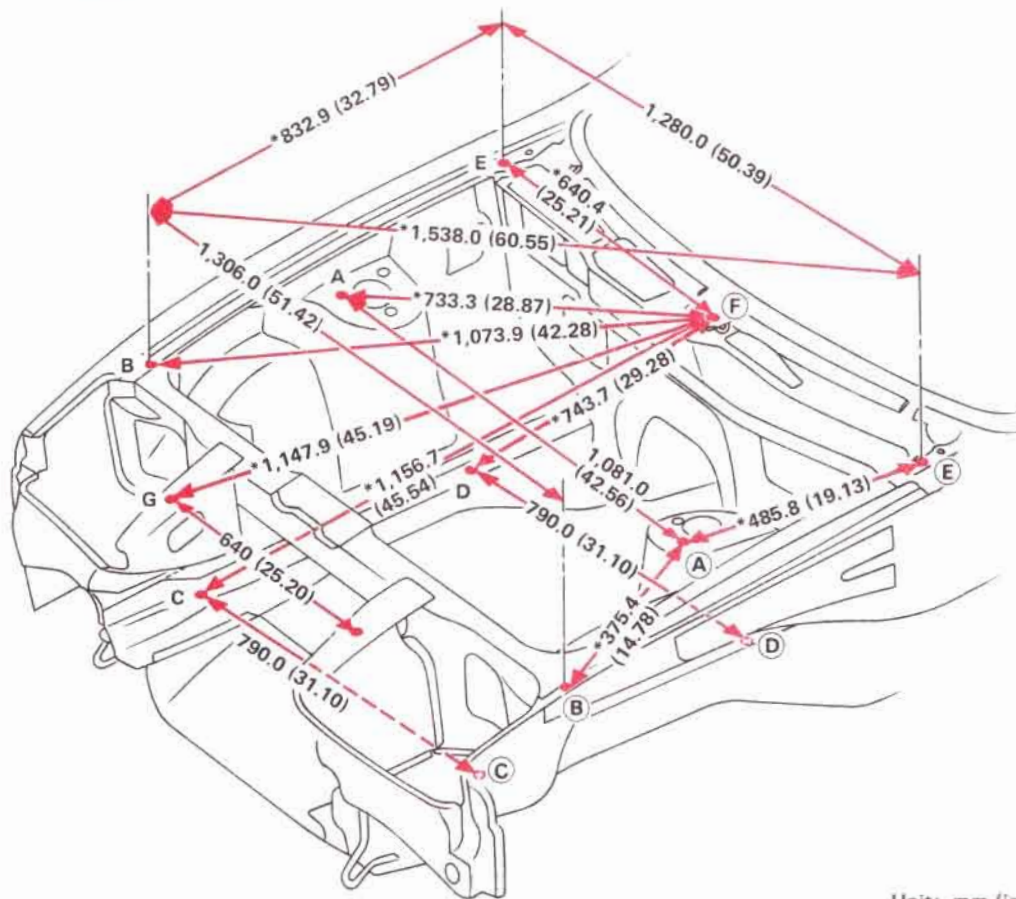 *832.9 (32.79)
1,280.0 (50.39)
E
*640.4
(25.21)
*1,538.0 (60.55)
1,306.0 (51.42)
A
*733.3 (28.87)
F
*1,073.9 (42.28)
B
*743.7 (29.28)
*1,147.9 (45.19)
*1,156.7
(45.54)
D
1,081.0
(42.56)
E
*485.8 (19.13)
G
790.0 (31.10)
A
640 (25.20)
C
*375.4
(14.78)
D
790.0 (31.10)
B
C